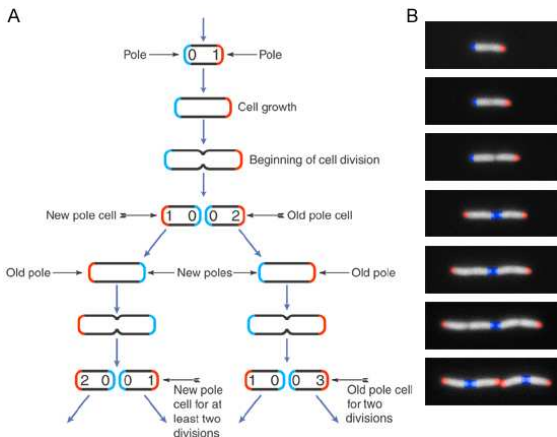 A
B
Pole
0 1
Pole
Cell growth
Beginning of cell division
New pole cell
1 0 0 2
Old pole cell
Old pole
New poles
Old pole
2 0 0 1
1 0 0 3
New pole
cell for at
least two
divisions
Old pole cell
for two
divisions